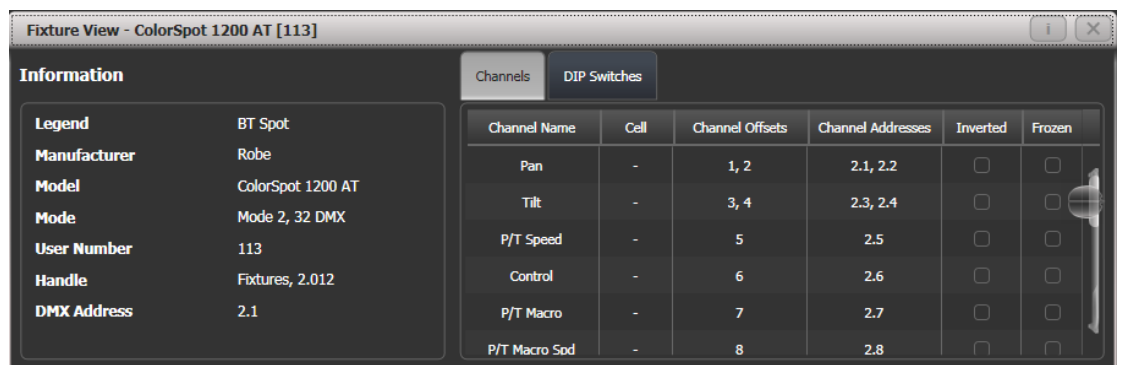 Fixture View - ColorSpot 1200 AT [113]
i
Information
Channels DIP Switches
Legend BT Spot
Manufacturer Robe
Model ColorSpot 1200 AT
Mode Mode 2, 32 DMX
User Number 113
Handle Fixtures, 2.012
DMX Address 2.1
Channel Name Cell Channel Offsets Channel Addresses Inverted Frozen
Pan - 1, 2 2.1, 2.2
Tilt - 3, 4 2.3, 2.4
P/T Speed - 5 2.5
Control - 6 2.6
P/T Macro - 7 2.7
P/T Macro Spd - 8 2.8